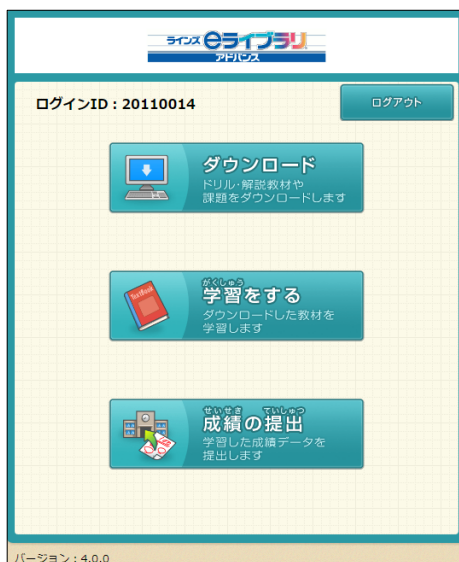 ラインズ eライブラリ
アドバンス
ログインID：20110014
ログアウト
ダウンロード
ドリル・解説教材や
課題をダウンロードします
TextBook
がくしゅう
学習をする
ダウンロードした教材を
学習します
せいせき ていしゅつ
成績の提出
学習した成績データを
提出します
バージョン：4.0.0